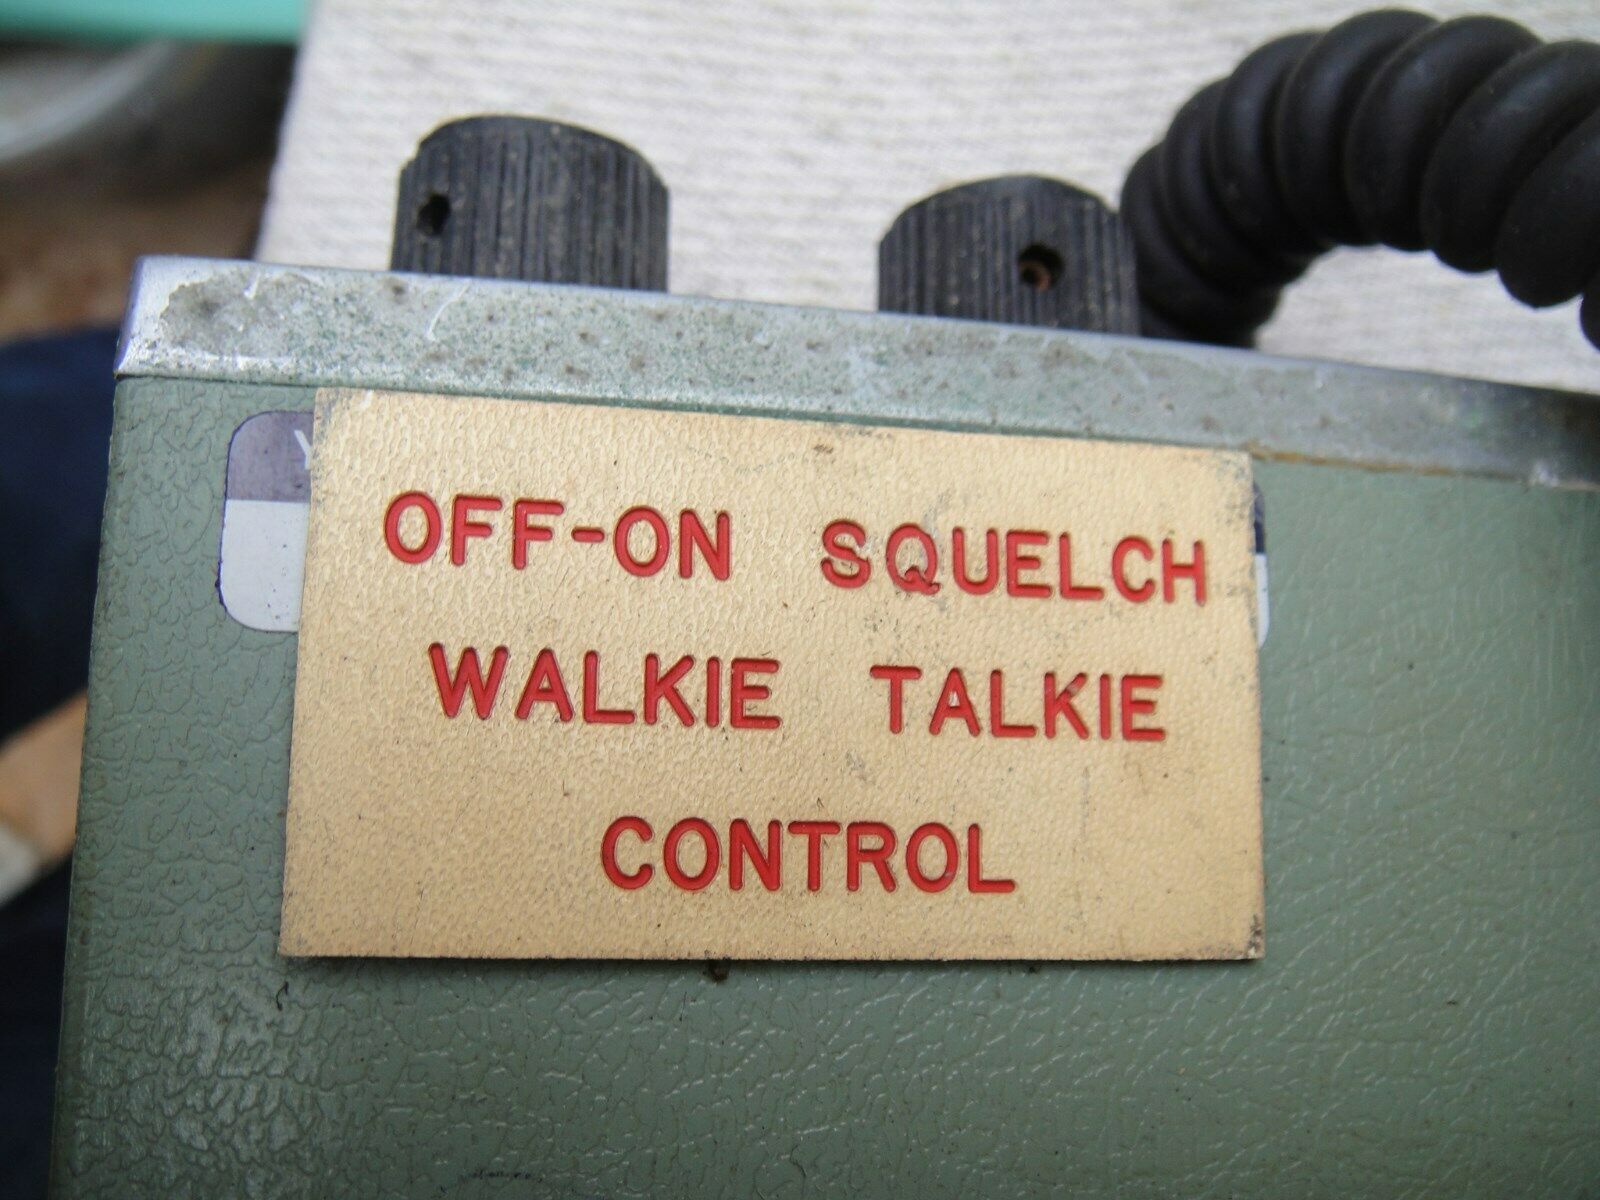 OFF-ON SQUELCH
WALKIE TALKIE
CONTROL